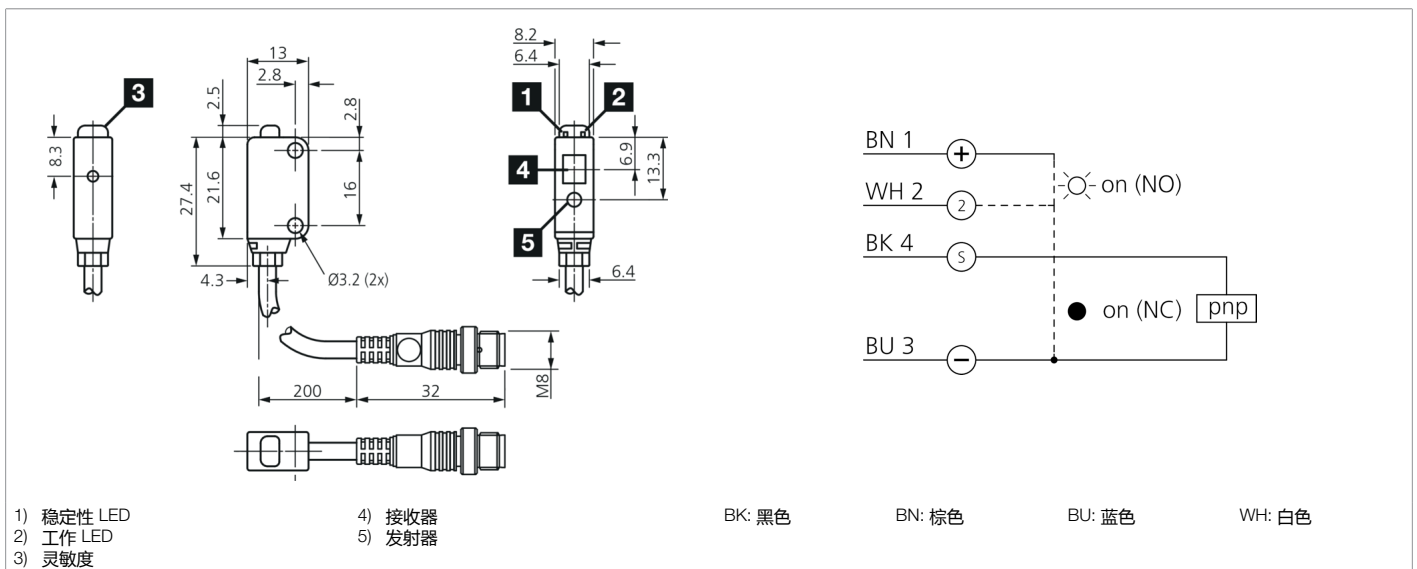 3
8.3
13
2.8
2.5
2.8
27.4
21.6
16
4.3
Ø3.2 (2x)
200
32
M8
8.2
6.4
1
2
4
5
6.9
13.3
6.4
BN 1
+
WH 2
2
on (NO)
BK 4
S
on (NC)
pnp
BU 3
−
1) 稳定性 LED
2) 工作 LED
3) 灵敏度
4) 接收器
5) 发射器
BK: 黑色
BN: 棕色
BU: 蓝色
WH: 白色